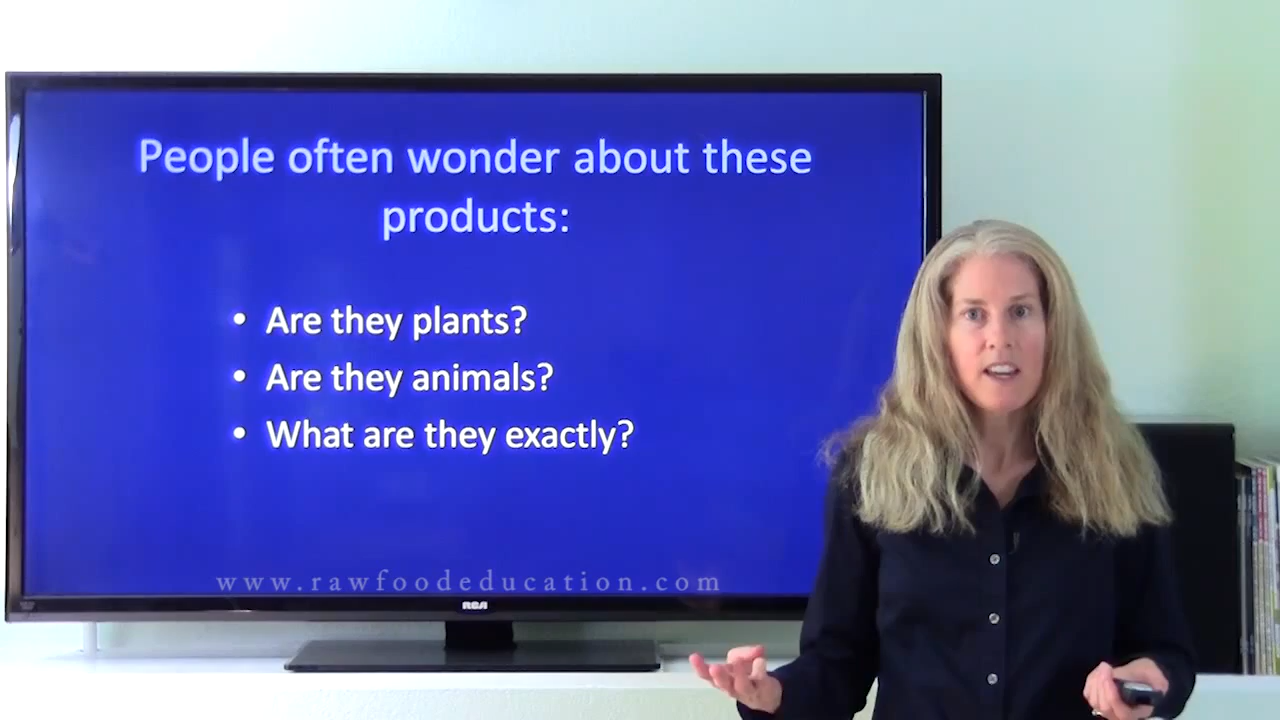 People often wonder about these
products:
• Are they plants?
• Are they animals?
• What are they exactly?
www.rawfoodeducation.com
RCA